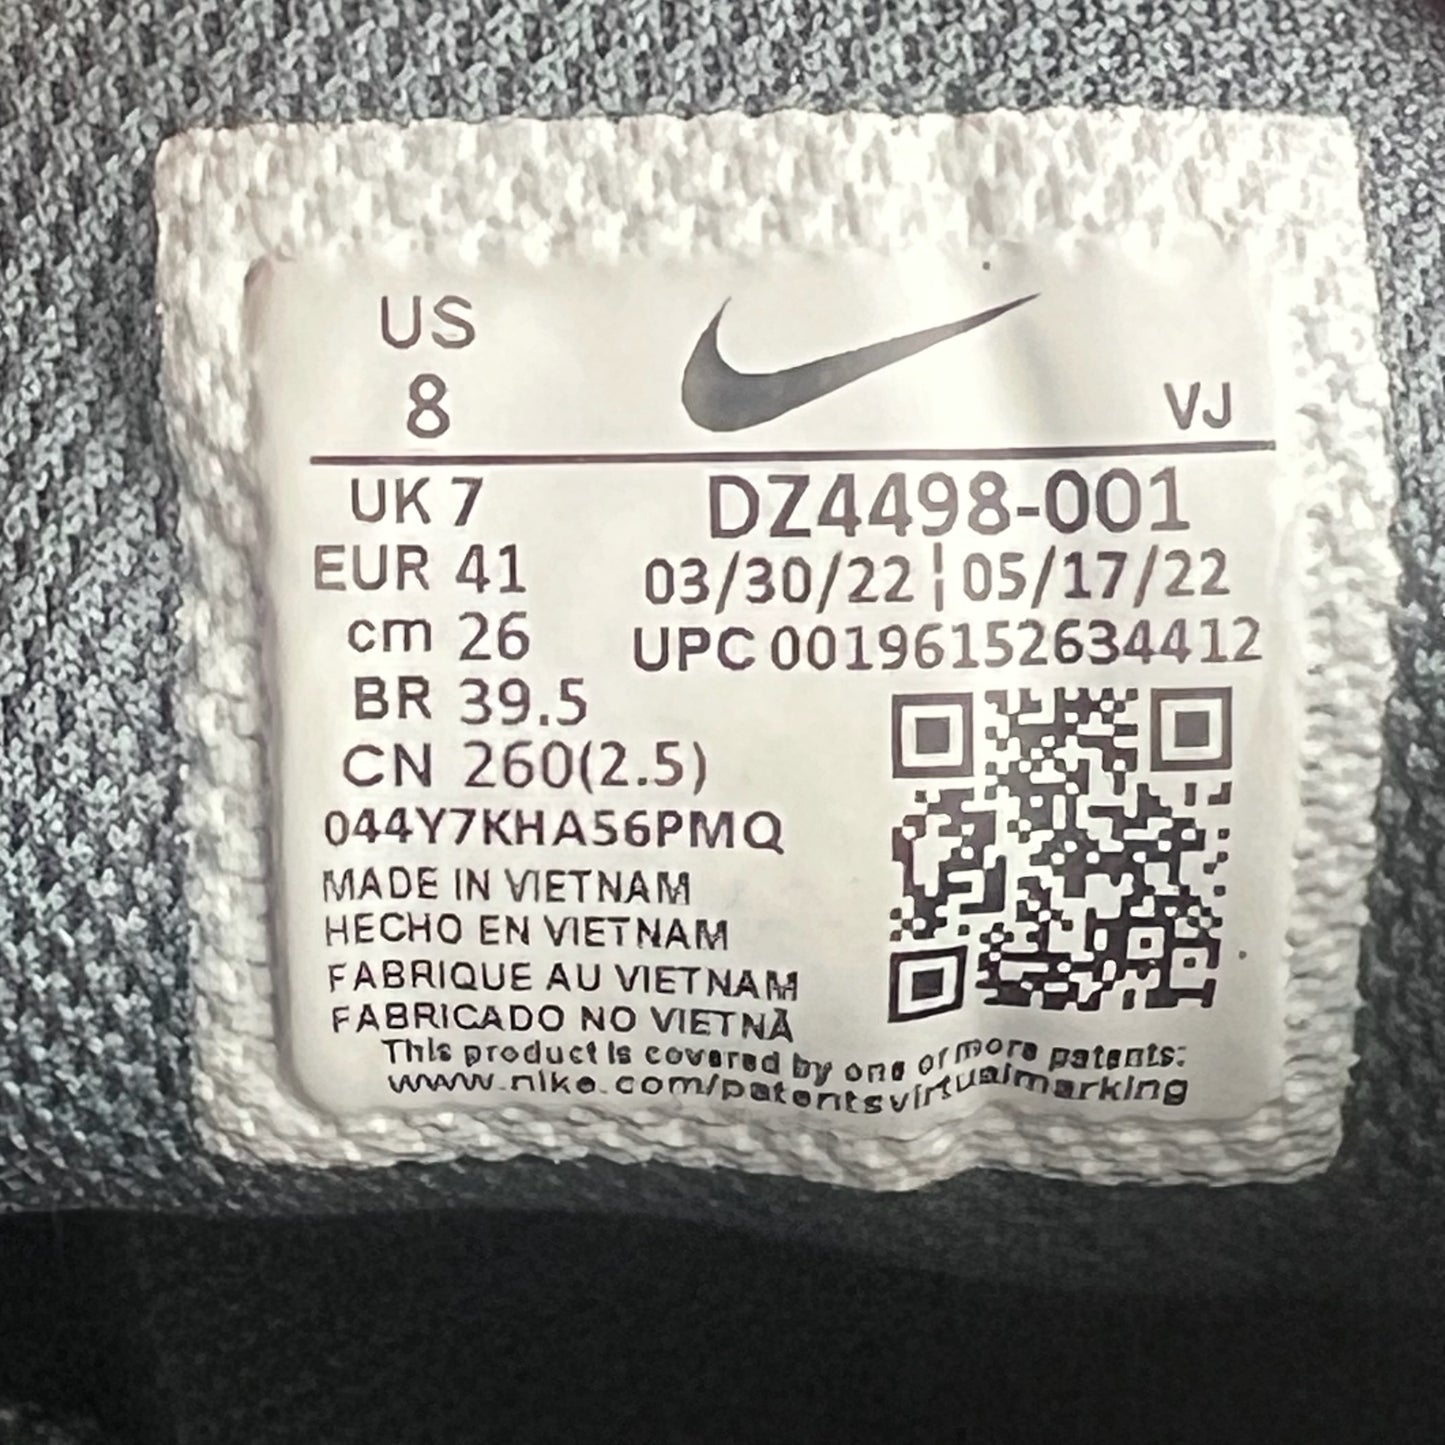 US
8
VJ
UK 7
EUR 41
cm 26
BR 39.5
CN 260(2.5)
DZ4498-001
03/30/22¦05/17/22
UPC 00196152634412
044Y7KHA56PMQ
MADE IN VIETNAM
HECHO EN VIETNAM
FABRIQUE AU VIETNAM
FABRICADO NO VIETNÃ
This product is covered by one or more patents:
www.nike.com/patentsvirtualmarking